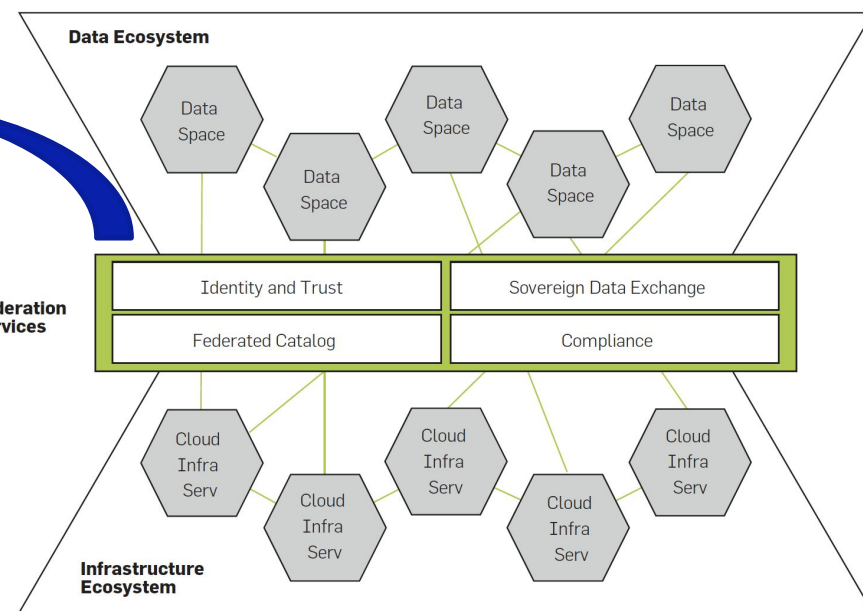 Data Ecosystem
Data
Space
Data
Space
Data
Space
Data
Space
Data
Space
Identity and Trust
Sovereign Data Exchange
deration
vices
Federated Catalog
Compliance
Cloud
Infra
Serv
Cloud
Infra
Serv
Cloud
Infra
Serv
Cloud
Infra
Serv
Cloud
Infra
Serv
Infrastructure
Ecosystem